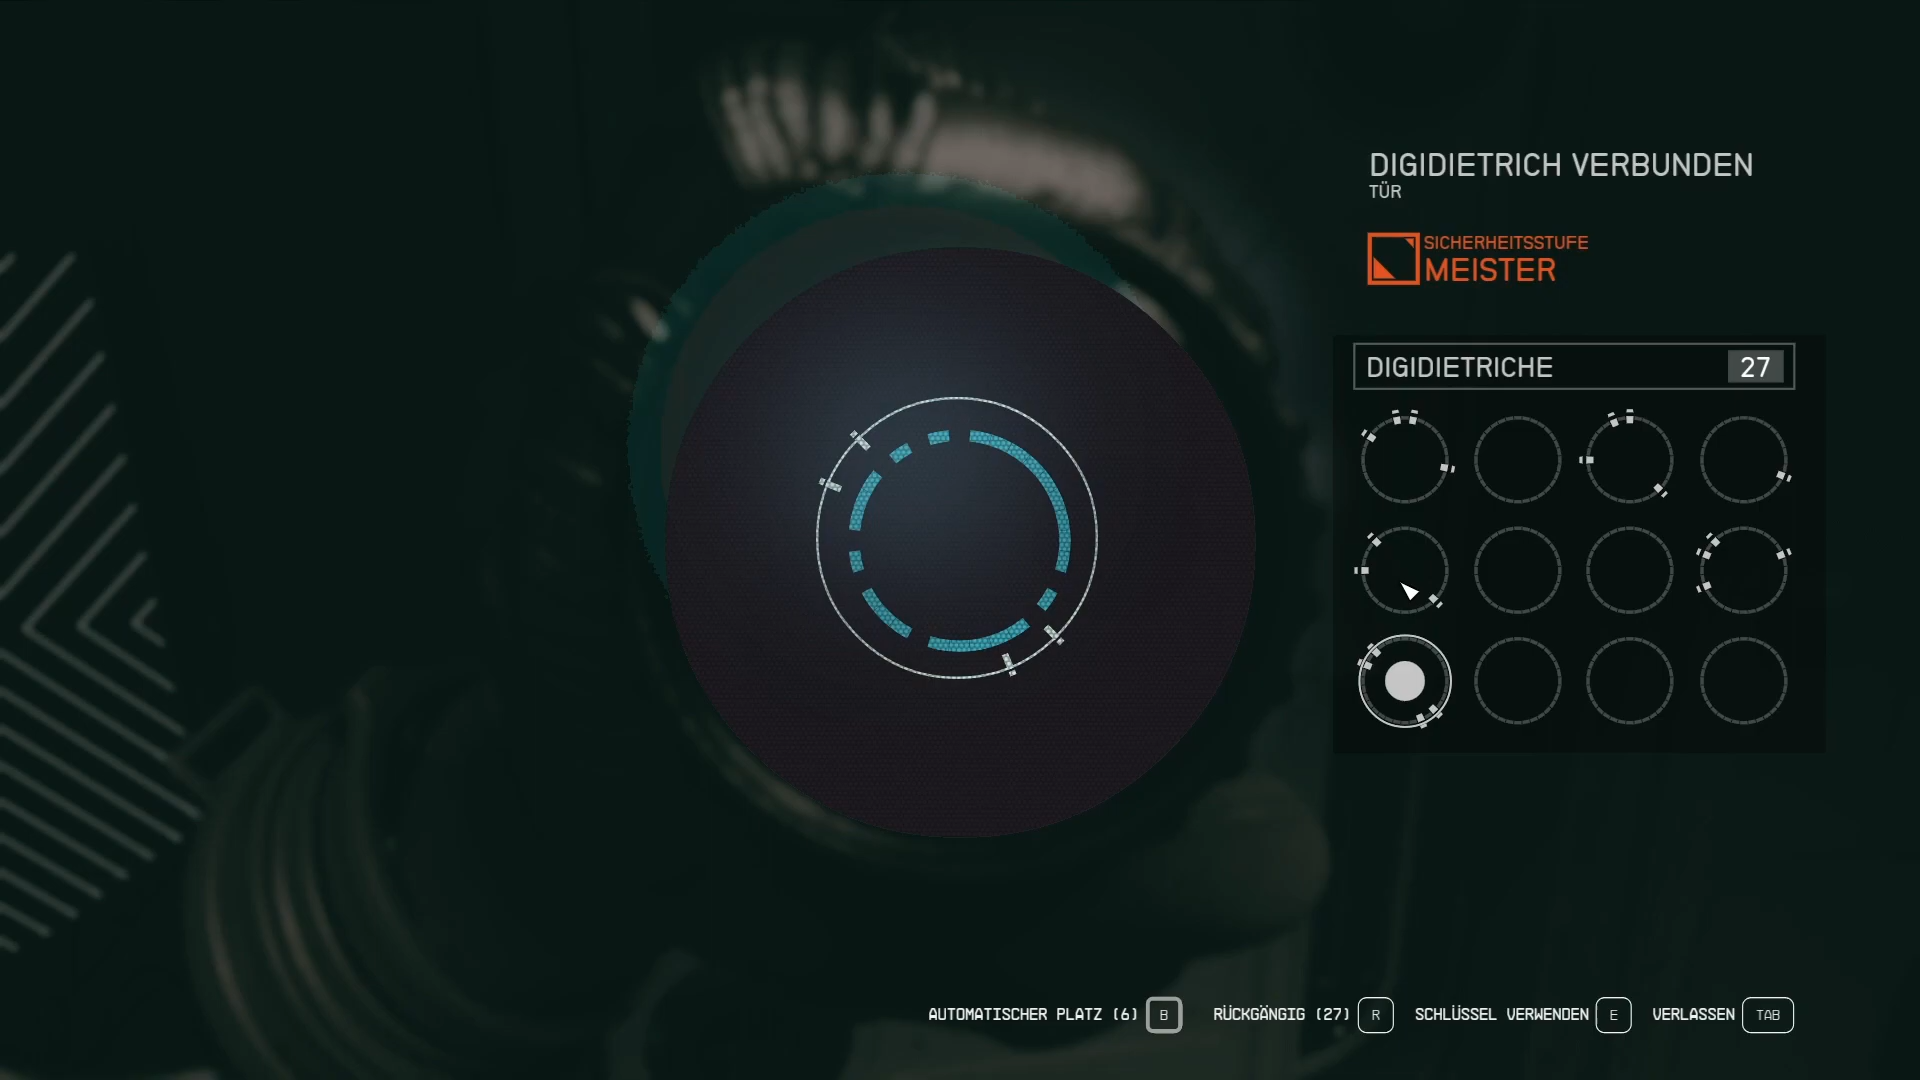 DIGIDIETRICH VERBUNDEN
TÜR
SICHERHEITSSTUFE
MEISTER
DIGIDIETRICHE 27
AUTOMATISCHER PLATZ (6) B RÜCKGÄNGIG (27) R SCHLÜSSEL VERWENDEN E VERLASSEN TAB